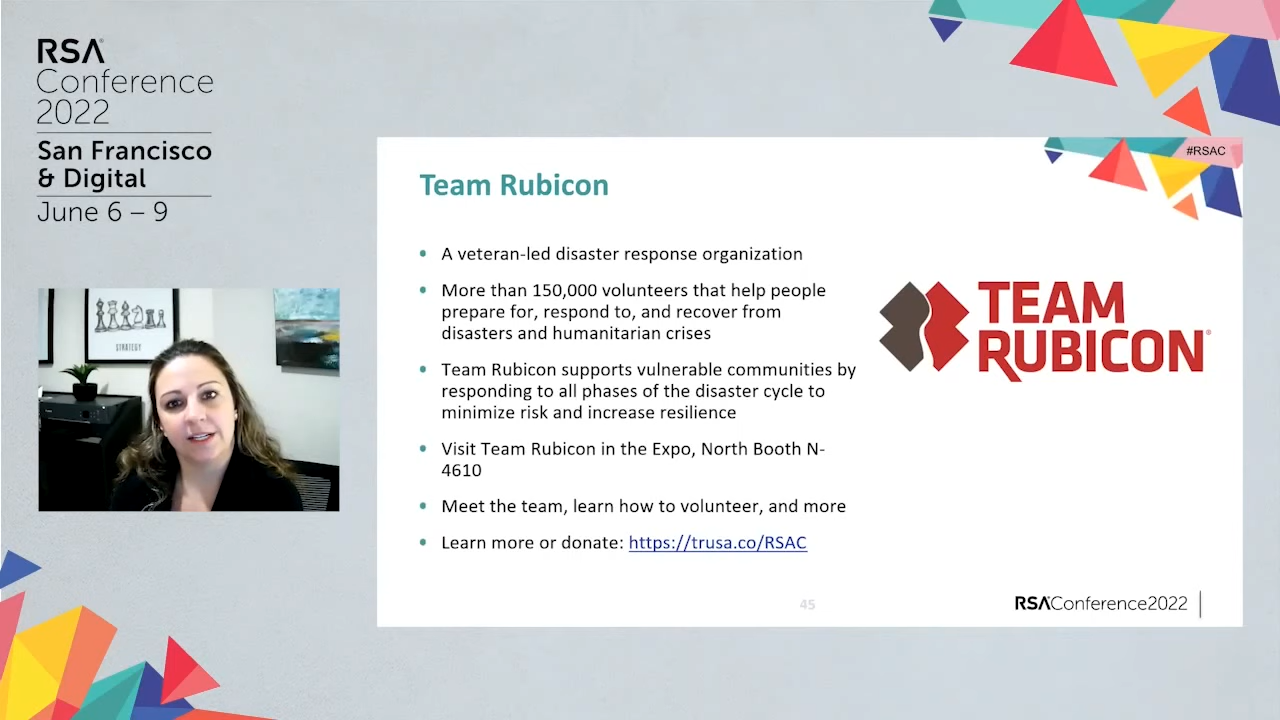 RSA
Conference
2022
San Francisco
& Digital
June 6 – 9
STRATEGY
#RSAC
Team Rubicon
• A veteran-led disaster response organization
• More than 150,000 volunteers that help people
prepare for, respond to, and recover from
disasters and humanitarian crises
• Team Rubicon supports vulnerable communities by
responding to all phases of the disaster cycle to
minimize risk and increase resilience
• Visit Team Rubicon in the Expo, North Booth N-
4610
• Meet the team, learn how to volunteer, and more
• Learn more or donate: https://trusa.co/RSAC
TEAM
RUBICON®
45
RSAConference2022